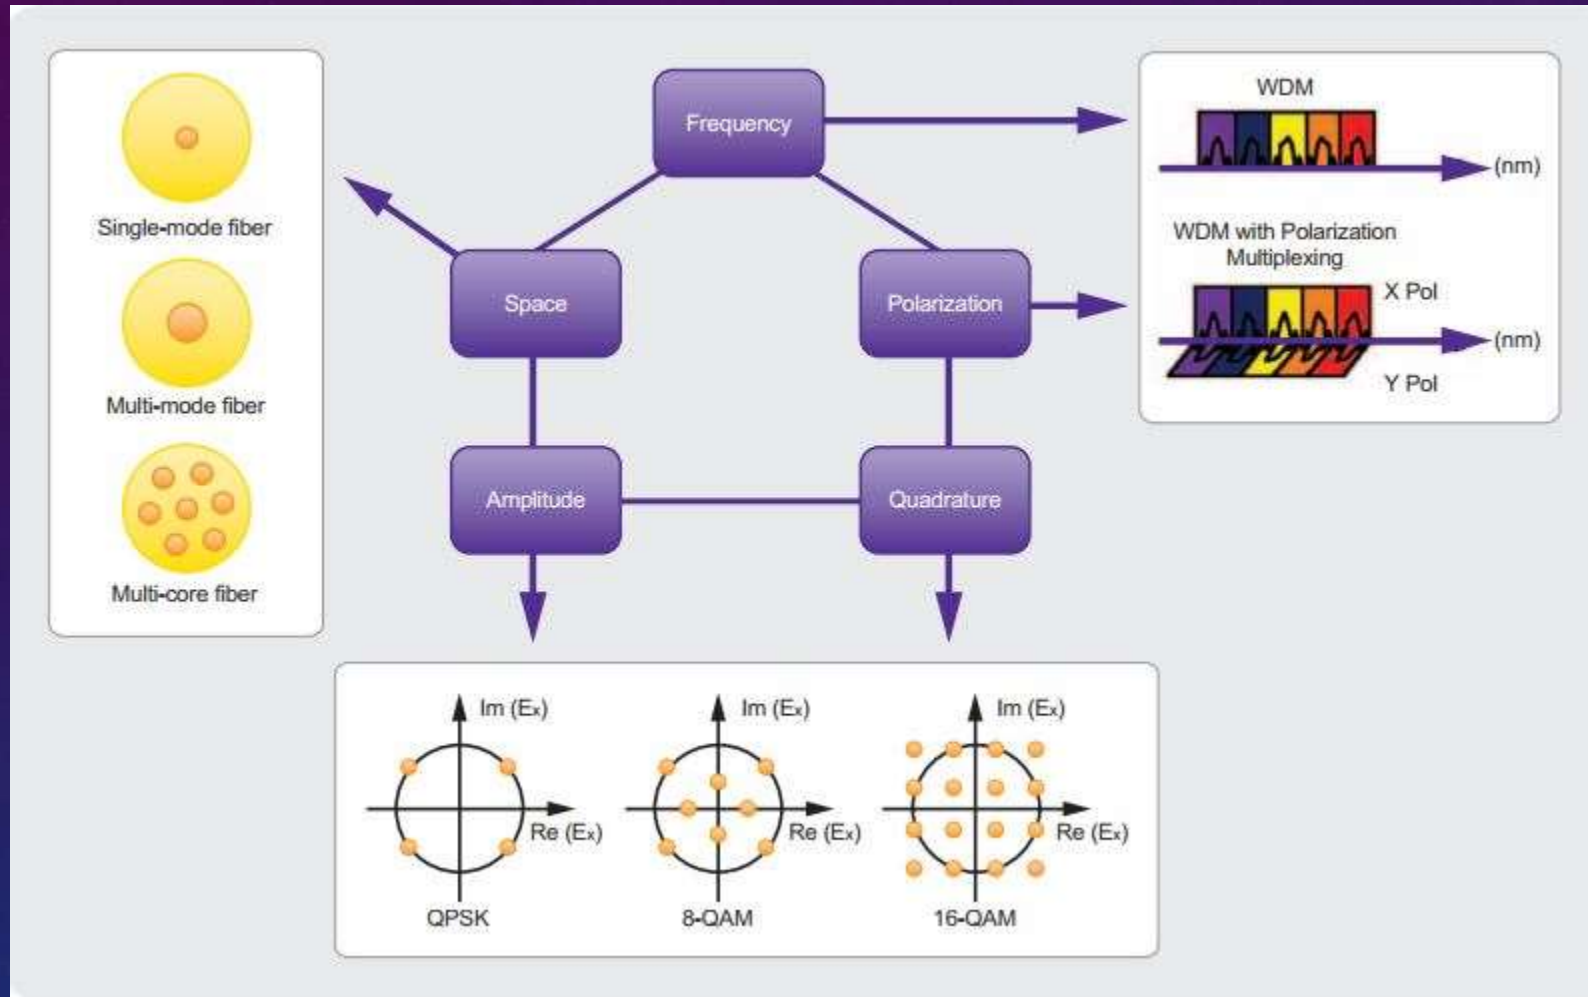 Single-mode fiber
Multi-mode fiber
Multi-core fiber
Frequency
Space
Polarization
Amplitude
Quadrature
WDM
(nm)
WDM with Polarization
Multiplexing
X Pol
(nm)
Y Pol
Im (Ex)
Re (Ex)
QPSK
Im (Ex)
Re (Ex)
8-QAM
Im (Ex)
Re (Ex)
16-QAM